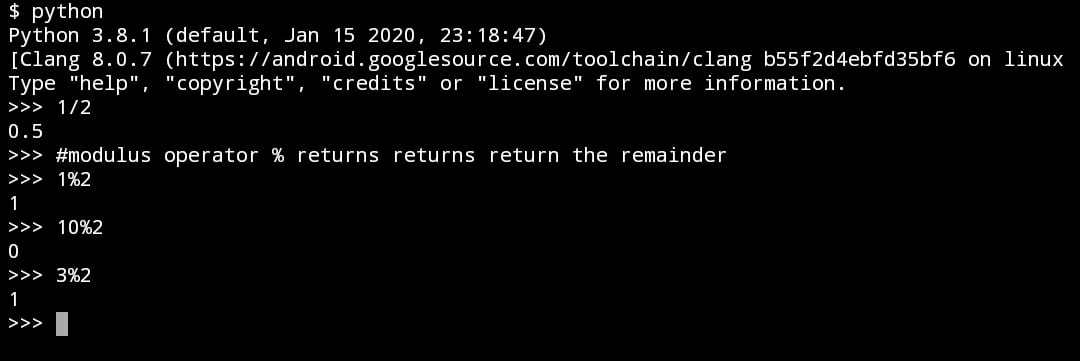 $ python
Python 3.8.1 (default, Jan 15 2020, 23:18:47)
[Clang 8.0.7 (https://android.googlesource.com/toolchain/clang b55f2d4ebfd35bf6 on linux
Type "help", "copyright", "credits" or "license" for more information.
>>> 1/2
0.5
>>> #modulus operator % returns returns return the remainder
>>> 1%2
1
>>> 10%2
0
>>> 3%2
1
>>>